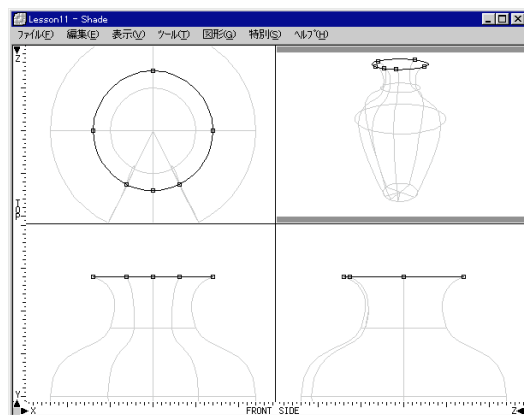 Lesson11 - Shade
ファイル(F) 編集(E) 表示(V) ツール(T) 図形(G) 特別(S) ヘルプ(H)
Z
TOP
Y
X FRONT SIDE Z